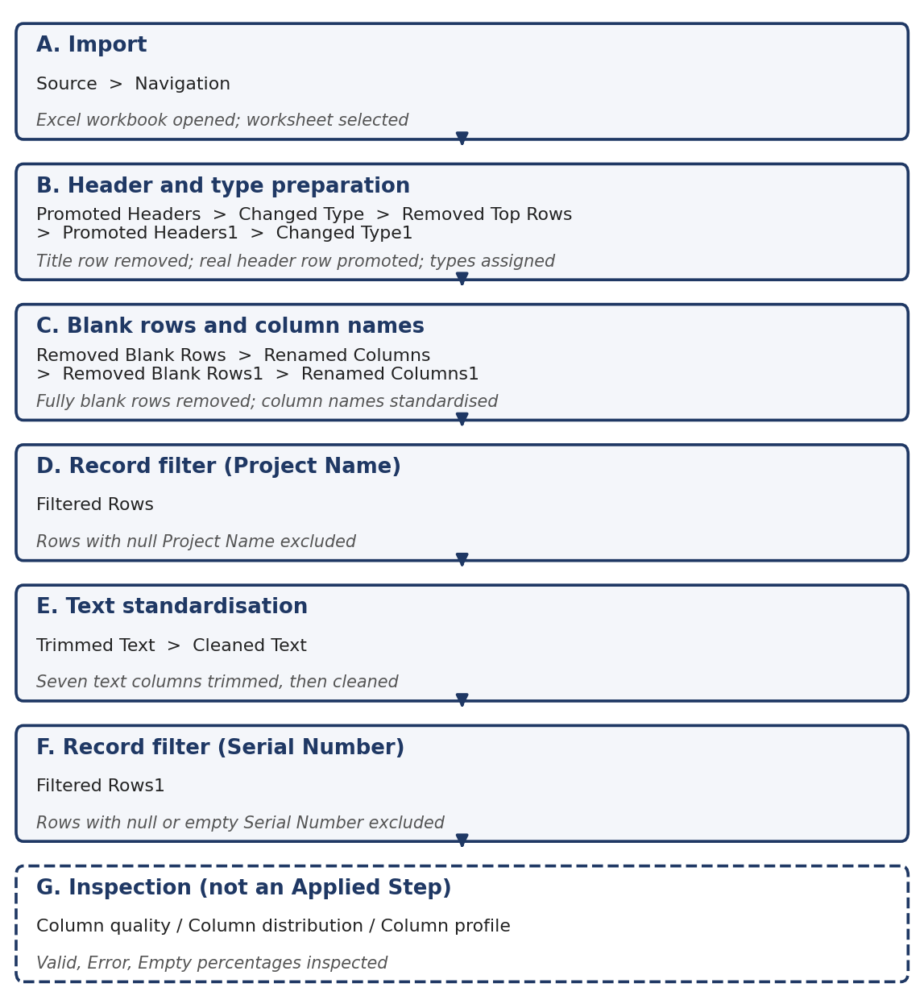 A. Import
Source > Navigation
Excel workbook opened; worksheet selected
B. Header and type preparation
Promoted Headers > Changed Type > Removed Top Rows
> Promoted Headers1 > Changed Type1
Title row removed; real header row promoted; types assigned
C. Blank rows and column names
Removed Blank Rows > Renamed Columns
> Removed Blank Rows1 > Renamed Columns1
Fully blank rows removed; column names standardised
D. Record filter (Project Name)
Filtered Rows
Rows with null Project Name excluded
E. Text standardisation
Trimmed Text > Cleaned Text
Seven text columns trimmed, then cleaned
F. Record filter (Serial Number)
Filtered Rows1
Rows with null or empty Serial Number excluded
G. Inspection (not an Applied Step)
Column quality / Column distribution / Column profile
Valid, Error, Empty percentages inspected